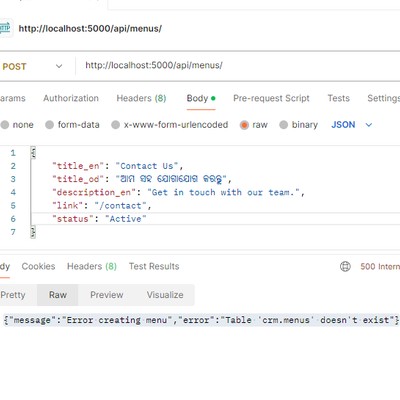 HTTP http://localhost:5000/api/menus/
POST http://localhost:5000/api/menus/
arams Authorization Headers (8) Body Pre-request Script Tests Settings
none form-data x-www-form-urlencoded raw binary JSON
1 {
2 "title_en": "Contact Us",
3 "title_od": "ଆମ ସହ ଯୋଗାଯୋଗ କରନ୍ତୁ",
4 "description_en": "Get in touch with our team.",
5 "link": "/contact",
6 "status": "Active"
7 }
dy Cookies Headers (8) Test Results 500 Intern
Pretty Raw Preview Visualize
{"message":"Error creating menu","error":"Table 'crm.menus' doesn't exist"}